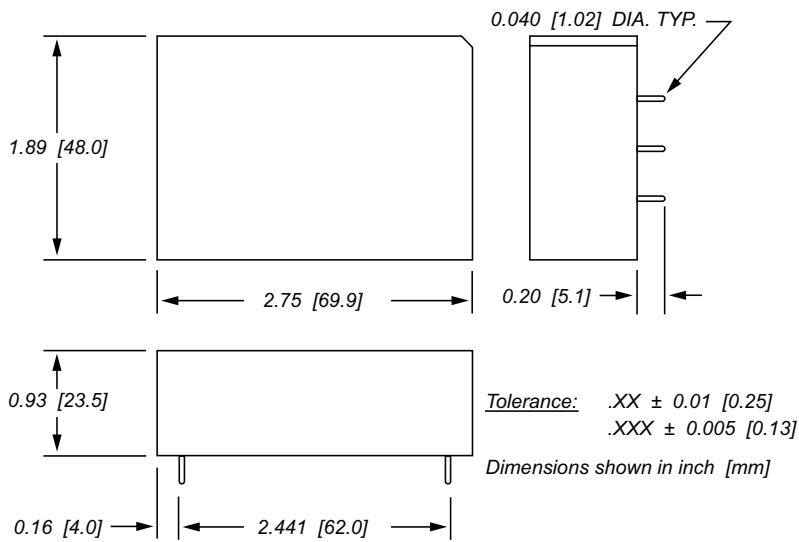 0.040 [1.02] DIA. TYP.
1.89 [48.0]
2.75 [69.9]
0.20 [5.1]
0.93 [23.5]
Tolerance: .XX ± 0.01 [0.25]
.XXX ± 0.005 [0.13]
Dimensions shown in inch [mm]
0.16 [4.0]
2.441 [62.0]